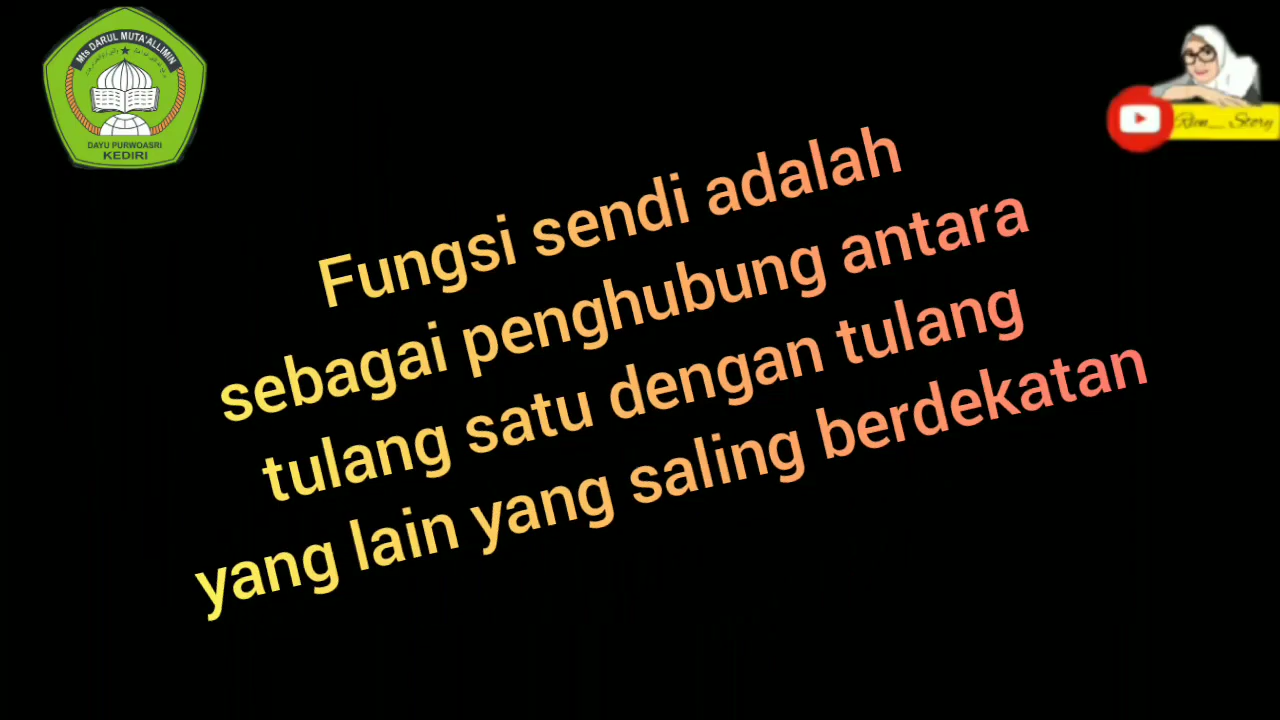 Mts DARUL MUTA'ALLIMIN
DAYU PURWOASRI
KEDIRI
Fungsi sendi adalah
sebagai penghubung antara
tulang satu dengan tulang
yang lain yang saling berdekatan